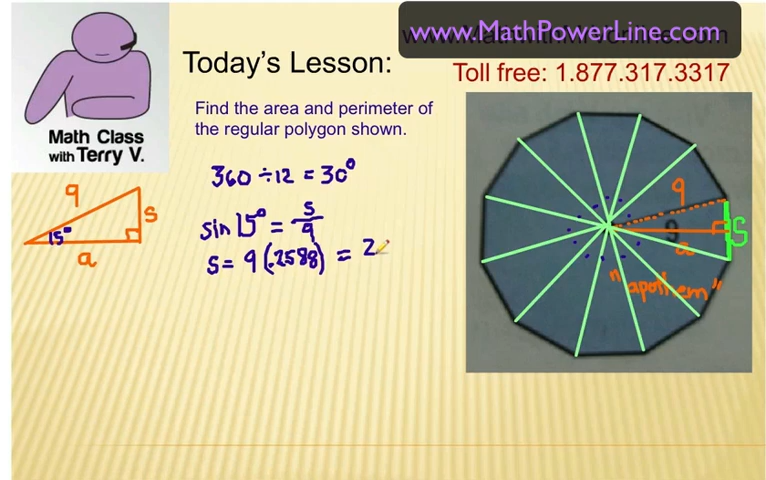 www.MathPowerLine.com
Today's Lesson:
Toll free: 1.877.317.3317
Find the area and perimeter of
the regular polygon shown.
Math Class
with Terry V.
360 ÷ 12 = 30°
sin 15° = s/9
s = 9 (.2588) = 2
9
s
15°
a
9
9
s
a
"apothem"